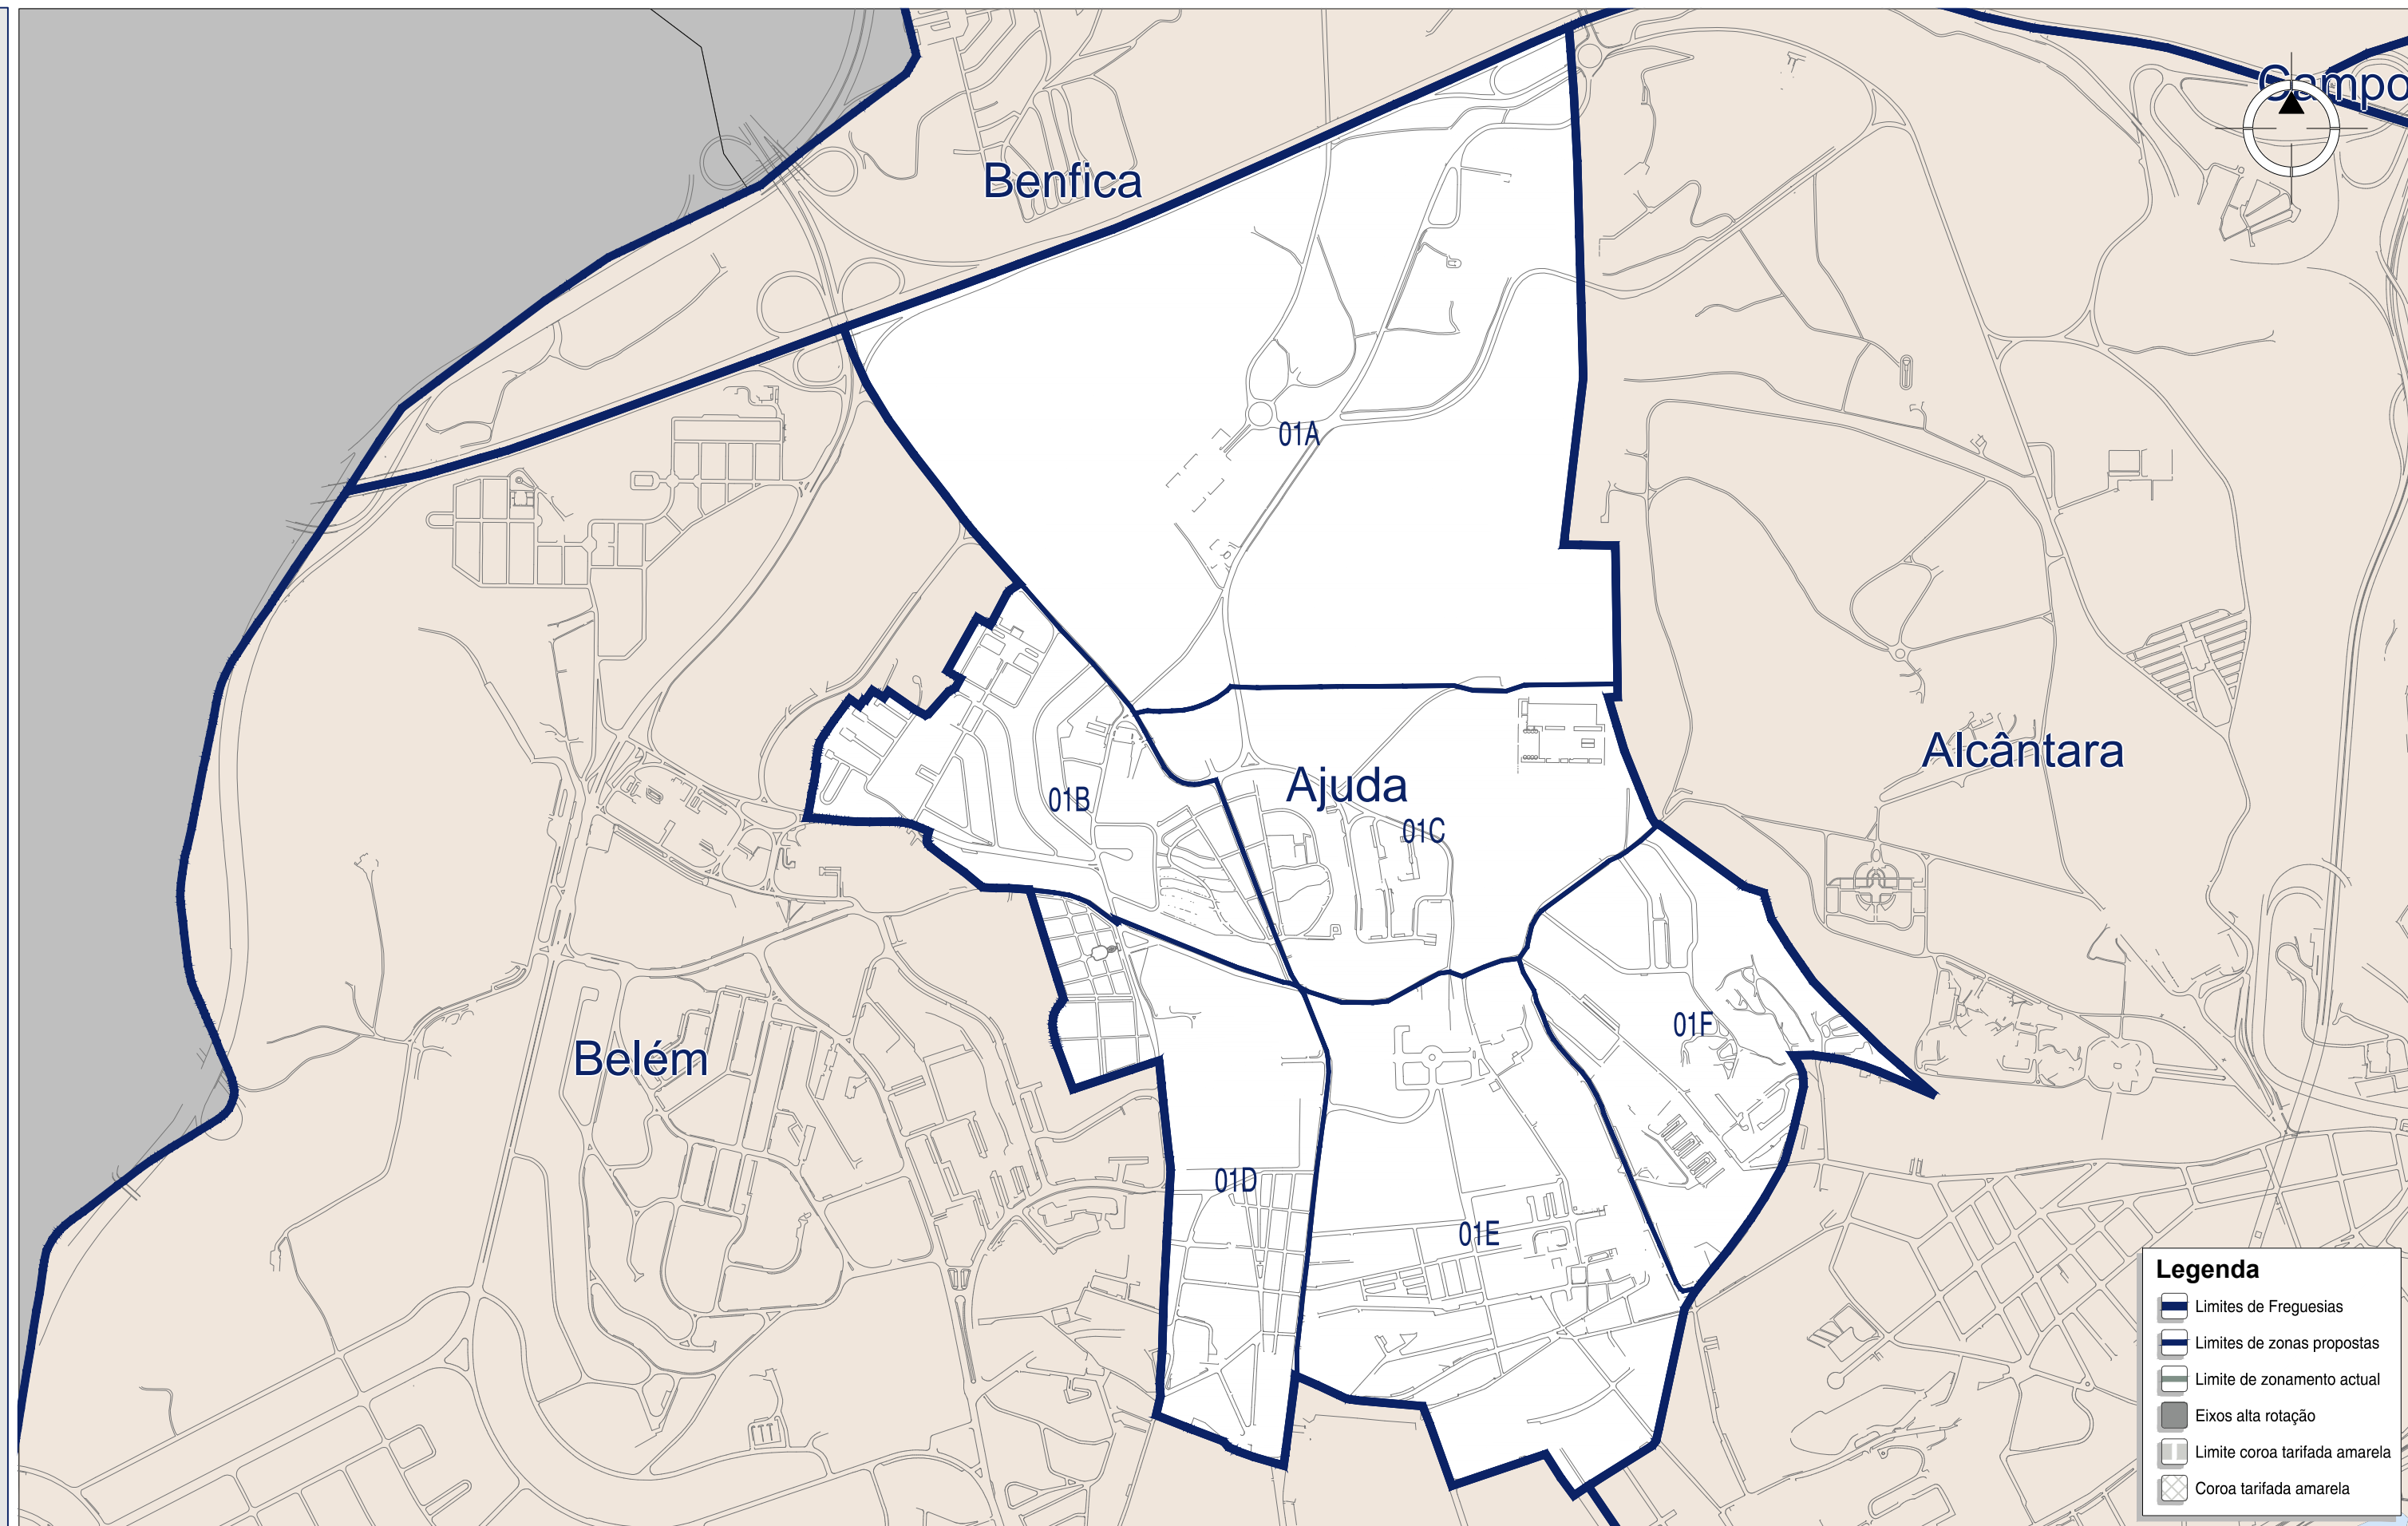 Campo
Benfica
01A
Alcântara
Ajuda
01B
01C
01F
Belém
01D
01E
Legenda
Limites de Freguesias
Limites de zonas propostas
Limite de zonamento actual
Eixos alta rotação
Limite coroa tarifada amarela
Coroa tarifada amarela